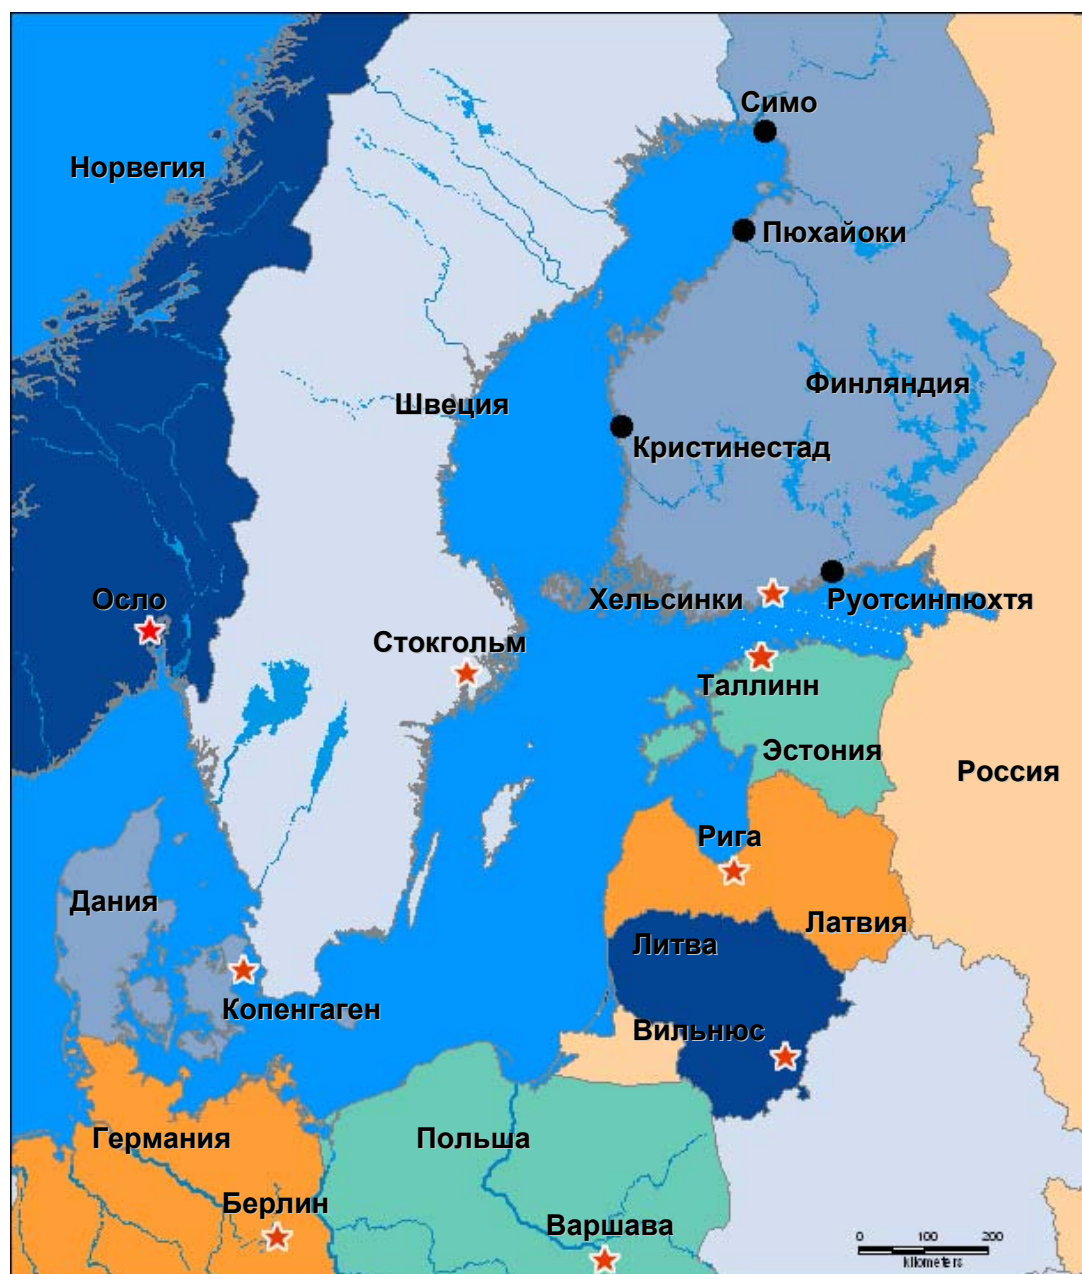 Симо
Норвегия
Пюхайоки
Финляндия
Швеция
Кристинестад
Осло
Хельсинки
Руотсинпюхтя
Стокгольм
Таллинн
Эстония
Россия
Рига
Дания
Латвия
Литва
Копенгаген
Вильнюс
Германия
Польша
Берлин
Варшава
0 100 200
kilometers